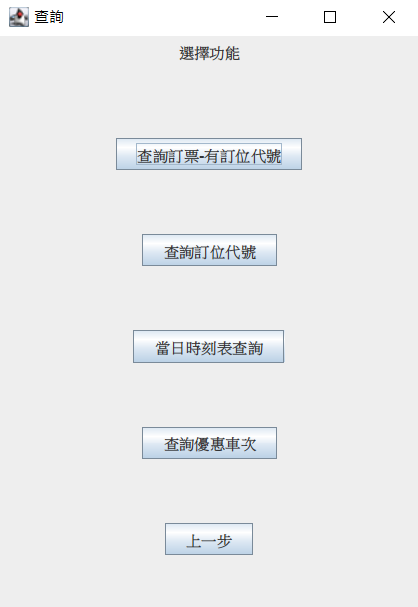 查詢
選擇功能
查詢訂票-有訂位代號
查詢訂位代號
當日時刻表查詢
查詢優惠車次
上一步